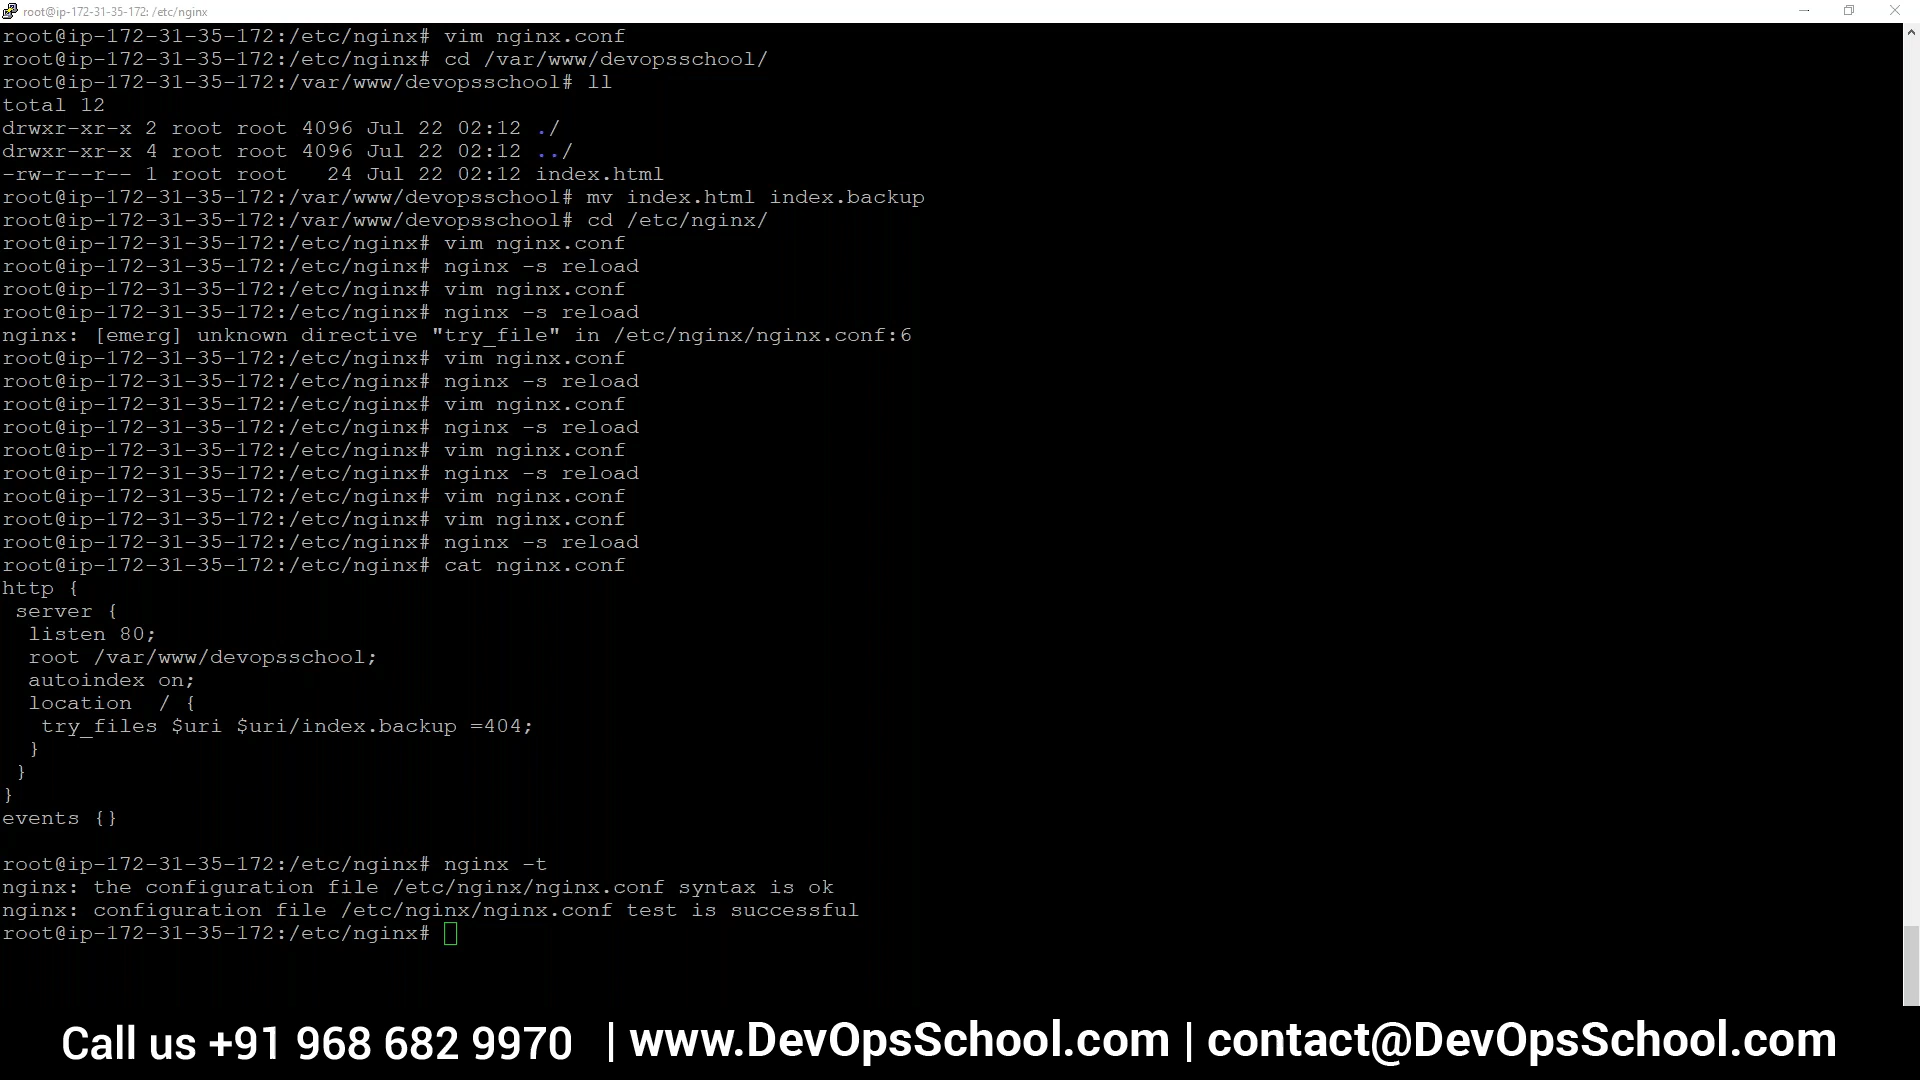 root@ip-172-31-35-172: /etc/nginx
root@ip-172-31-35-172:/etc/nginx# vim nginx.conf
root@ip-172-31-35-172:/etc/nginx# cd /var/www/devopsschool/
root@ip-172-31-35-172:/var/www/devopsschool# ll
total 12
drwxr-xr-x 2 root root 4096 Jul 22 02:12 ./
drwxr-xr-x 4 root root 4096 Jul 22 02:12 ../
-rw-r--r-- 1 root root   24 Jul 22 02:12 index.html
root@ip-172-31-35-172:/var/www/devopsschool# mv index.html index.backup
root@ip-172-31-35-172:/var/www/devopsschool# cd /etc/nginx/
root@ip-172-31-35-172:/etc/nginx# vim nginx.conf
root@ip-172-31-35-172:/etc/nginx# nginx -s reload
root@ip-172-31-35-172:/etc/nginx# vim nginx.conf
root@ip-172-31-35-172:/etc/nginx# nginx -s reload
nginx: [emerg] unknown directive "try_file" in /etc/nginx/nginx.conf:6
root@ip-172-31-35-172:/etc/nginx# vim nginx.conf
root@ip-172-31-35-172:/etc/nginx# nginx -s reload
root@ip-172-31-35-172:/etc/nginx# vim nginx.conf
root@ip-172-31-35-172:/etc/nginx# nginx -s reload
root@ip-172-31-35-172:/etc/nginx# vim nginx.conf
root@ip-172-31-35-172:/etc/nginx# nginx -s reload
root@ip-172-31-35-172:/etc/nginx# vim nginx.conf
root@ip-172-31-35-172:/etc/nginx# vim nginx.conf
root@ip-172-31-35-172:/etc/nginx# nginx -s reload
root@ip-172-31-35-172:/etc/nginx# cat nginx.conf
http {
 server {
  listen 80;
  root /var/www/devopsschool;
  autoindex on;
  location  / {
   try_files $uri $uri/index.backup =404;
  }
 }
}
events {}
root@ip-172-31-35-172:/etc/nginx# nginx -t
nginx: the configuration file /etc/nginx/nginx.conf syntax is ok
nginx: configuration file /etc/nginx/nginx.conf test is successful
root@ip-172-31-35-172:/etc/nginx#
Call us +91 968 682 9970 | www.DevOpsSchool.com | contact@DevOpsSchool.com